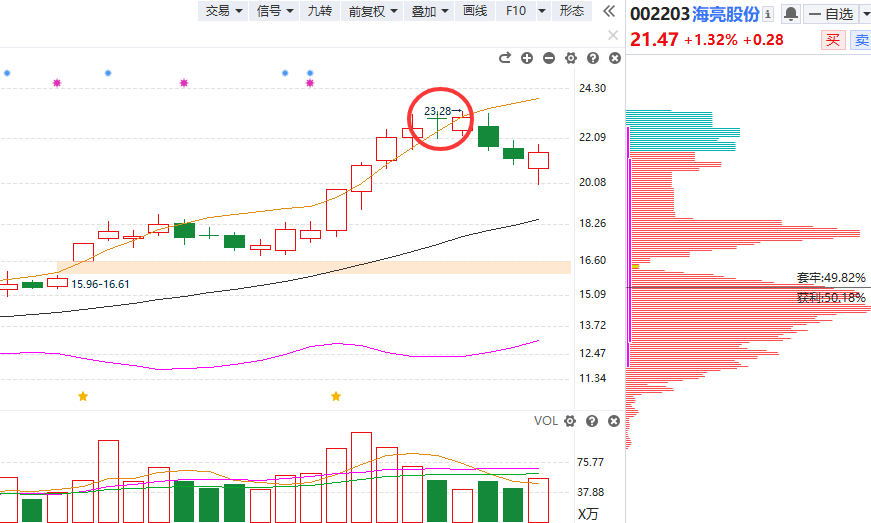 交易 信号 九转 前复权 叠加 画线 F10 形态
002203 海亮股份
自选
21.47 +1.32% +0.28
买 卖
24.30
23.28→
22.09
20.08
18.26
16.60
15.96-16.61
15.09
13.72
12.47
11.34
套牢:49.82%
获利:50.18%
VOL
75.77
37.88
X万